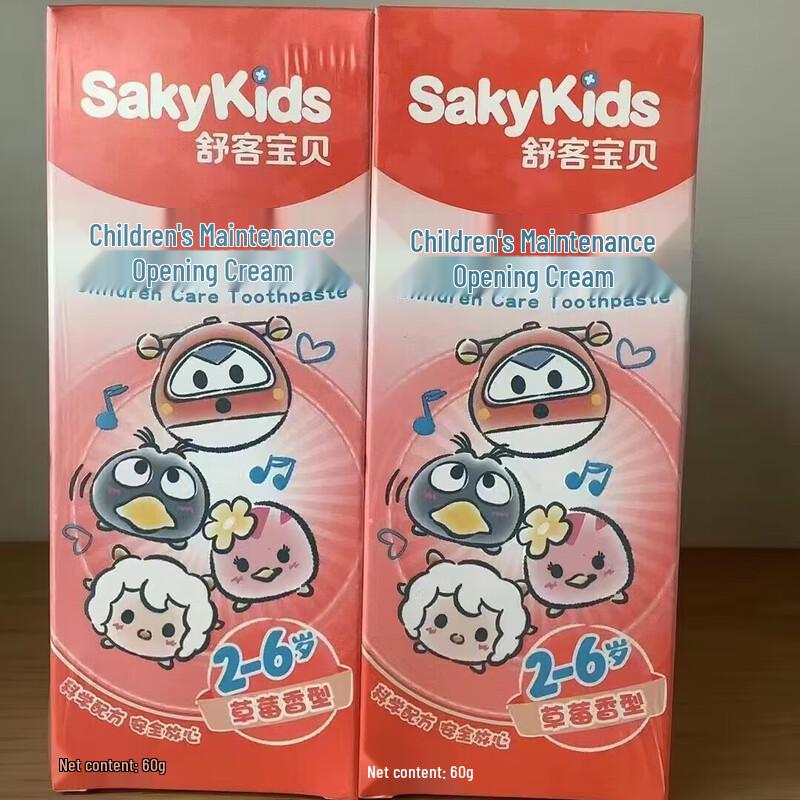 SakyKids
舒客宝贝
Children's Maintenance
Opening Cream
Children Care Toothpaste
2-6岁
草莓香型
科学配方 安全放心
Net content: 60g
SakyKids
舒客宝贝
Children's Maintenance
Opening Cream
Children Care Toothpaste
2-6岁
草莓香型
科学配方 安全放心
Net content: 60g